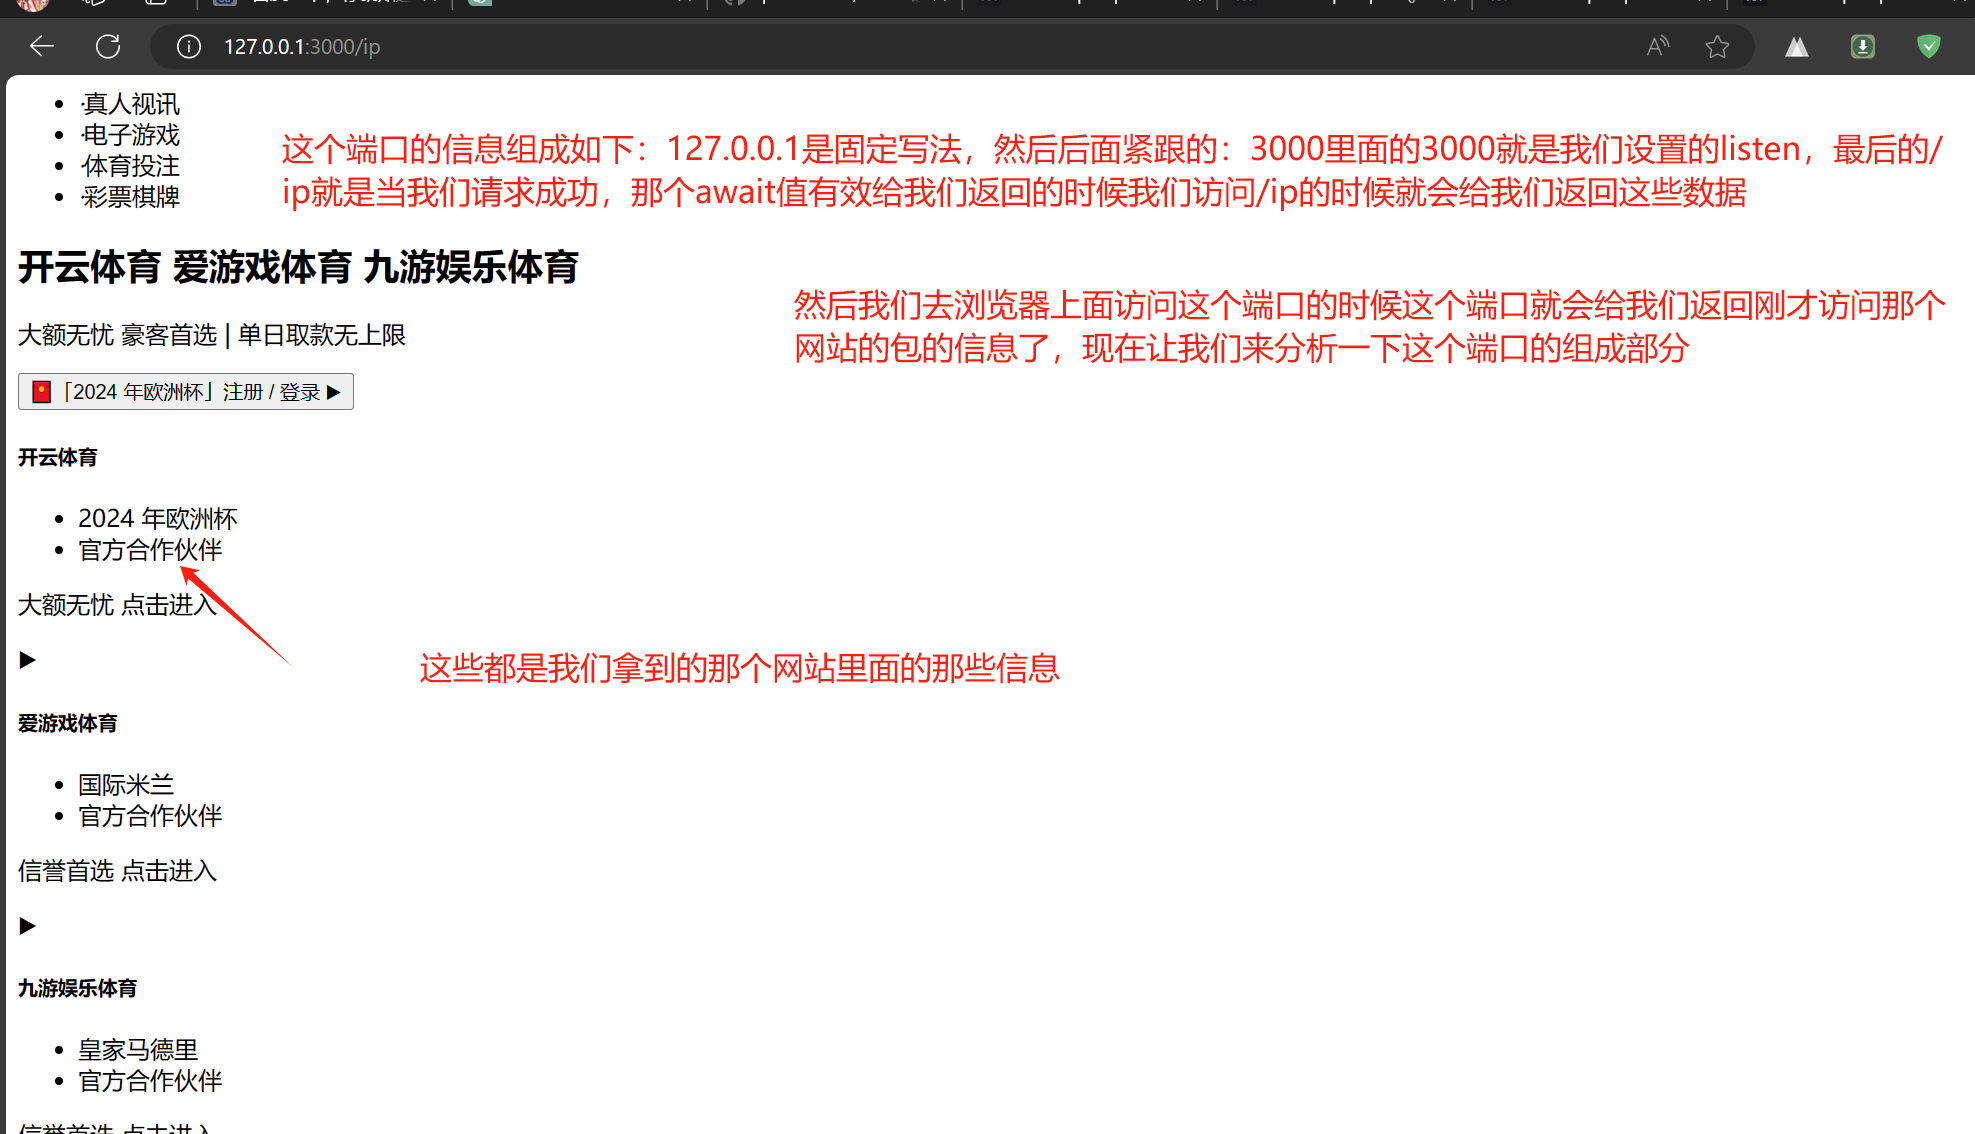 127.0.0.1:3000/ip
·真人视讯
·电子游戏
·体育投注
·彩票棋牌
这个端口的信息组成如下：127.0.0.1是固定写法，然后后面紧跟的：3000里面的3000就是我们设置的listen，最后的/
ip就是当我们请求成功，那个await值有效给我们返回的时候我们访问/ip的时候就会给我们返回这些数据
开云体育 爱游戏体育 九游娱乐体育
然后我们去浏览器上面访问这个端口的时候这个端口就会给我们返回刚才访问那个
网站的包的信息了，现在让我们来分析一下这个端口的组成部分
大额无忧 豪客首选 | 单日取款无上限
「2024 年欧洲杯」注册 / 登录 ▶
开云体育
2024 年欧洲杯
官方合作伙伴
大额无忧 点击进入
▶
这些都是我们拿到的那个网站里面的那些信息
爱游戏体育
国际米兰
官方合作伙伴
信誉首选 点击进入
▶
九游娱乐体育
皇家马德里
官方合作伙伴
信誉首选 点击进入